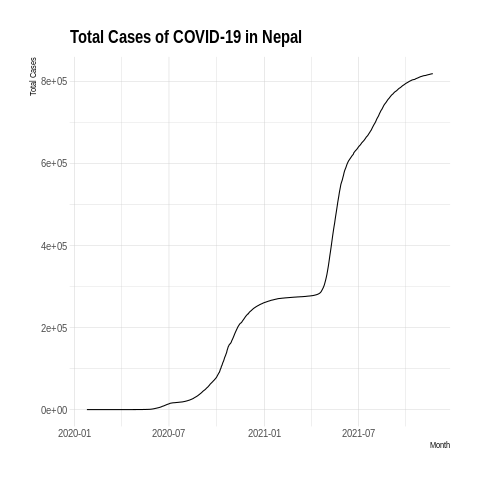 Total Cases of COVID-19 in Nepal
Total Cases
8e+05
6e+05
4e+05
2e+05
0e+00
2020-01 2020-07 2021-01 2021-07
Month